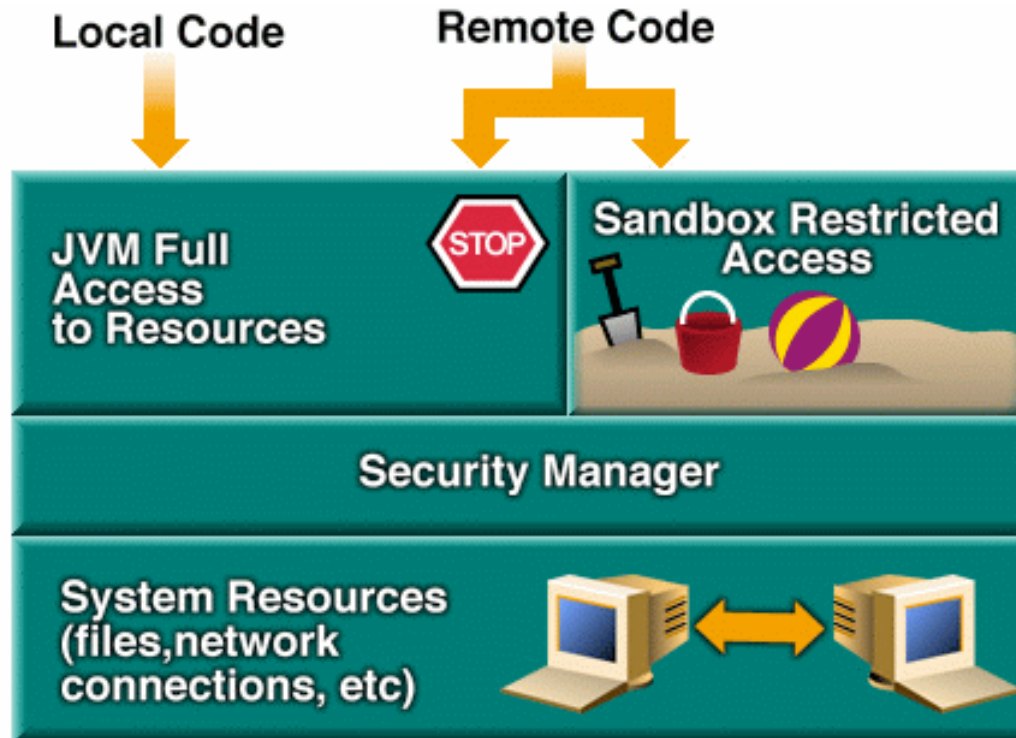 Local Code
Remote Code
JVM Full
Access
to Resources
STOP
Sandbox Restricted
Access
Security Manager
System Resources
(files,network
connections, etc)